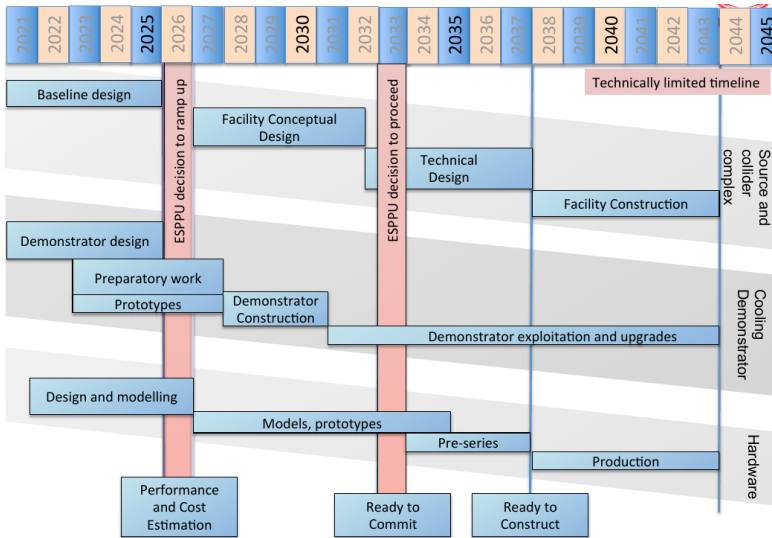 2021 2022 2023 2024 2025 2026 2027 2028 2029 2030 2031 2032 2033 2034 2035 2036 2037 2038 2039 2040 2041 2042 2043 2044 2045
Technically limited timeline
Baseline design
ESPPU decision to ramp up
Facility Conceptual
Design
ESPPU decision to proceed
Technical
Design
Facility Construction
Source and
collider
complex
Demonstrator design
Preparatory work
Prototypes
Demonstrator
Construction
Demonstrator exploitation and upgrades
Cooling
Demonstrator
Design and modelling
Models, prototypes
Pre-series
Production
Hardware
Performance
and Cost
Estimation
Ready to
Commit
Ready to
Construct